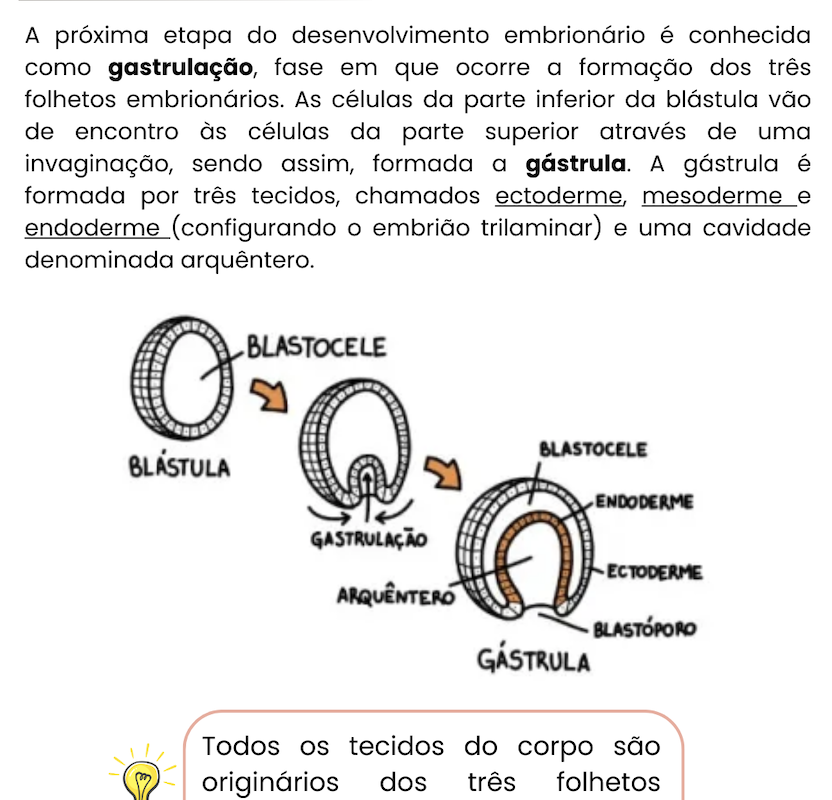 A próxima etapa do desenvolvimento embrionário é conhecida
como gastrulação, fase em que ocorre a formação dos três
folhetos embrionários. As células da parte inferior da blástula vão
de encontro às células da parte superior através de uma
invaginação, sendo assim, formada a gástrula. A gástrula é
formada por três tecidos, chamados ectoderme, mesoderme e
endoderme (configurando o embrião trilaminar) e uma cavidade
denominada arquêntero.
BLASTOCELE
BLÁSTULA
GASTRULAÇÃO
BLASTOCELE
ENDODERME
ECTODERME
ARQUÊNTERO
BLASTÓPORO
GÁSTRULA
Todos os tecidos do corpo são
originários dos três folhetos